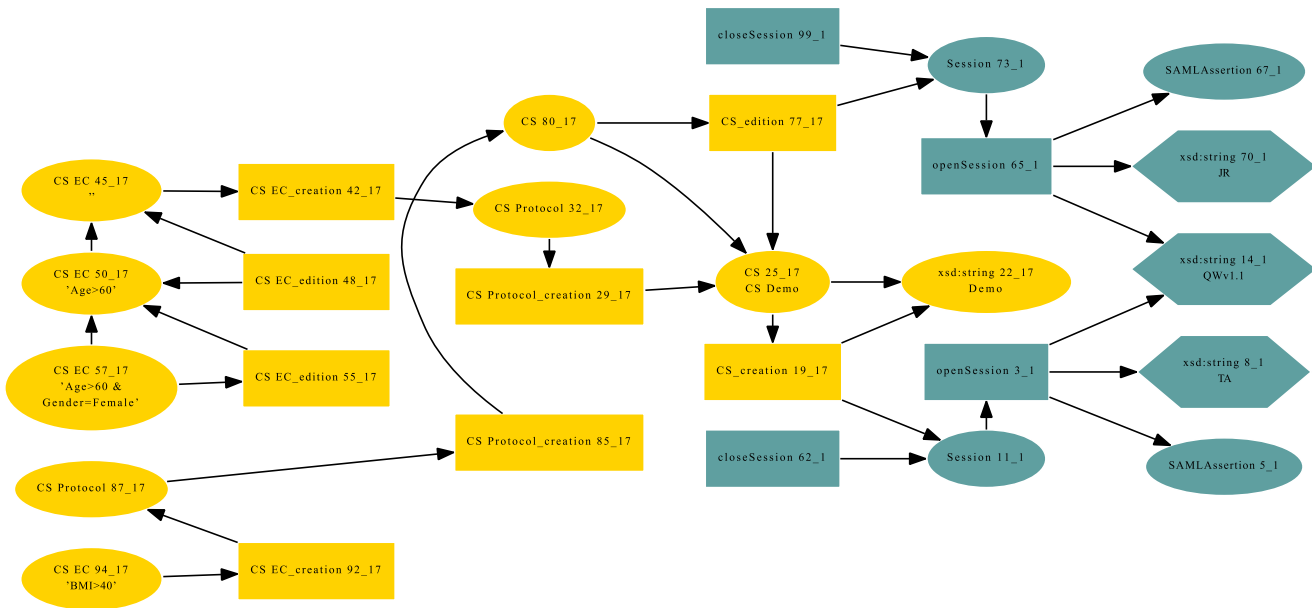 closeSession 99_1
Session 73_1
SAMLAssertion 67_1
CS 80_17
CS_edition 77_17
openSession 65_1
xsd:string 70_1
JR
CS EC 45_17
’’
CS EC_creation 42_17
CS Protocol 32_17
CS EC 50_17
’Age>60’
CS EC_edition 48_17
CS Protocol_creation 29_17
CS 25_17
CS Demo
xsd:string 22_17
Demo
xsd:string 14_1
QWv1.1
CS EC 57_17
’Age>60 &
Gender=Female’
CS EC_edition 55_17
CS_creation 19_17
openSession 3_1
xsd:string 8_1
TA
CS Protocol_creation 85_17
closeSession 62_1
Session 11_1
SAMLAssertion 5_1
CS Protocol 87_17
CS EC 94_17
’BMI>40’
CS EC_creation 92_17